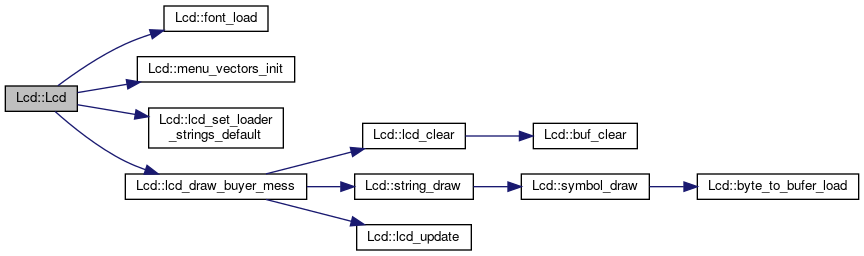 Lcd::Lcd
Lcd::font_load
Lcd::menu_vectors_init
Lcd::lcd_set_loader
_strings_default
Lcd::lcd_draw_buyer_mess
Lcd::lcd_clear
Lcd::buf_clear
Lcd::string_draw
Lcd::symbol_draw
Lcd::byte_to_bufer_load
Lcd::lcd_update